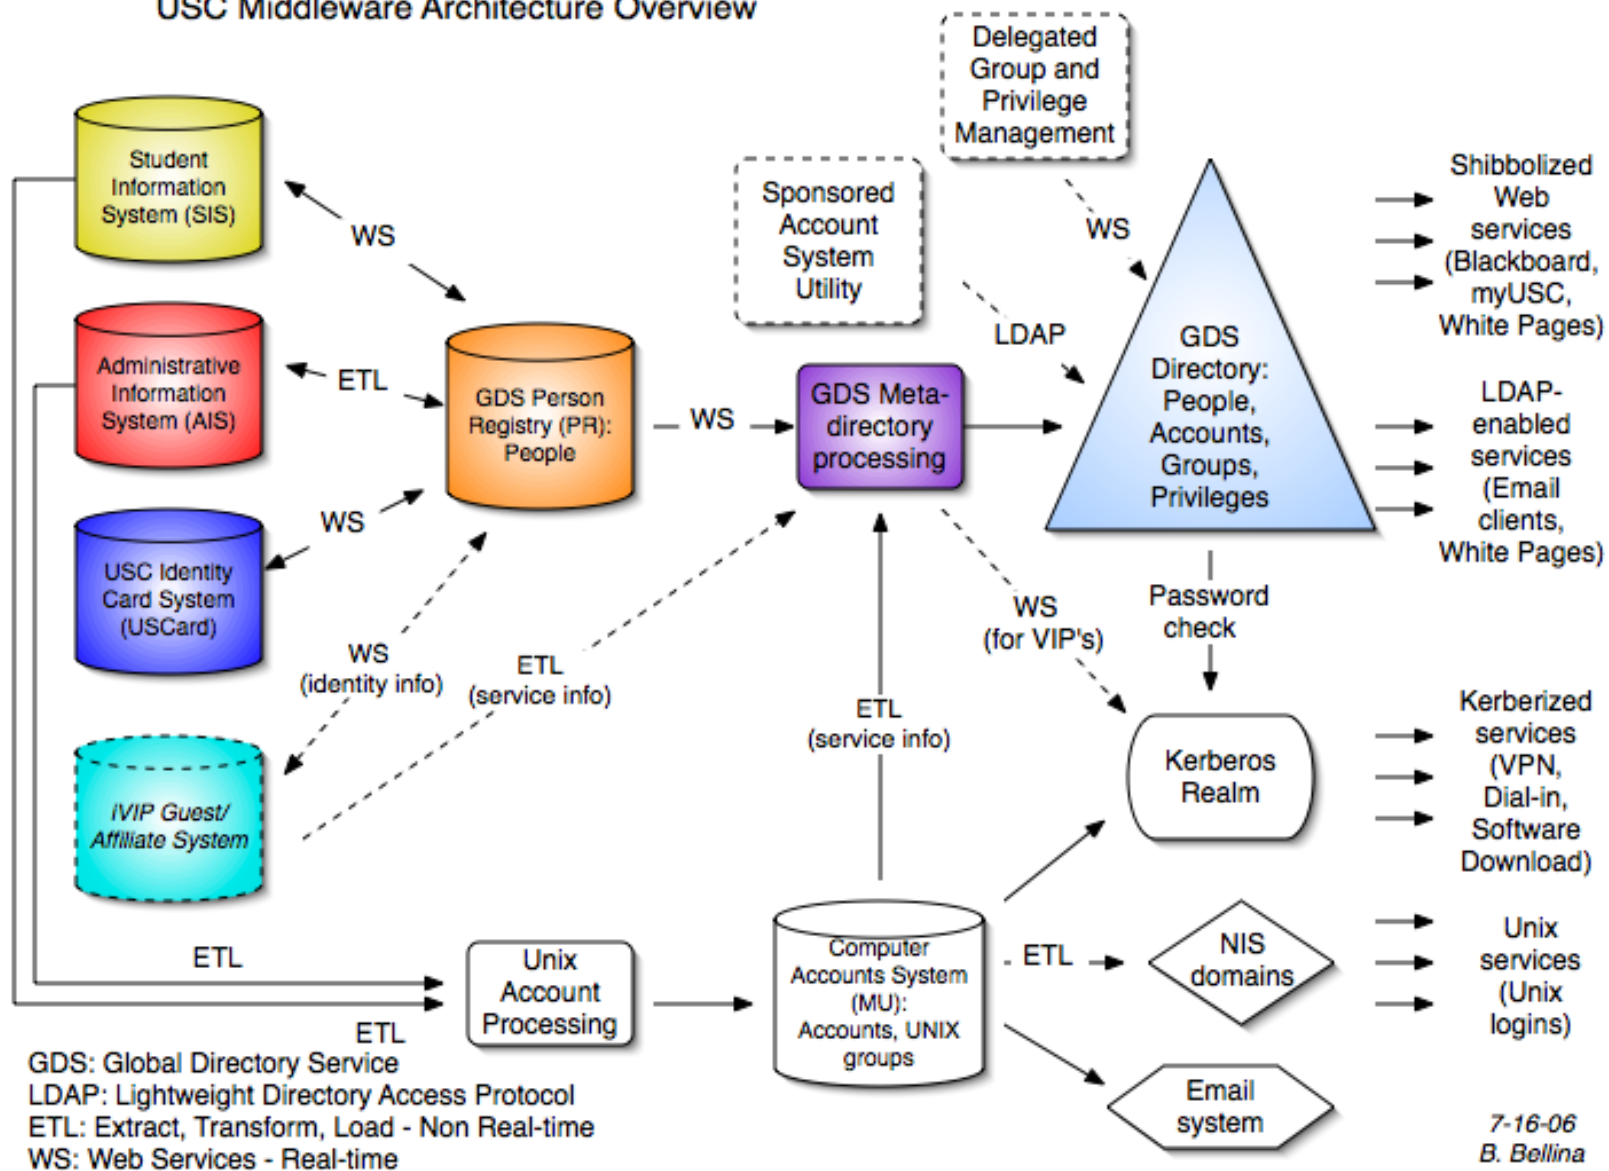 USC Middleware Architecture Overview
Delegated
Group and
Privilege
Management
Student
Information
System (SIS)
WS
Sponsored
Account
System
Utility
WS
LDAP
Shibbolized
Web
services
(Blackboard,
myUSC,
White Pages)
Administrative
Information
System (AIS)
ETL
GDS Person
Registry (PR):
People
WS
GDS Meta-
directory
processing
GDS
Directory:
People,
Accounts,
Groups,
Privileges
LDAP-
enabled
services
(Email
clients,
White Pages)
USC Identity
Card System
(USCard)
WS
WS
(identity info)
ETL
(service info)
WS
(for VIP's)
Password
check
ETL
(service info)
iVIP Guest/
Affiliate System
Kerberos
Realm
Kerberized
services
(VPN,
Dial-in,
Software
Download)
ETL
ETL
Unix
Account
Processing
Computer
Accounts System
(MU):
Accounts, UNIX
groups
ETL
NIS
domains
Unix
services
(Unix
logins)
Email
system
GDS: Global Directory Service
LDAP: Lightweight Directory Access Protocol
ETL: Extract, Transform, Load - Non Real-time
WS: Web Services - Real-time
7-16-06
B. Bellina